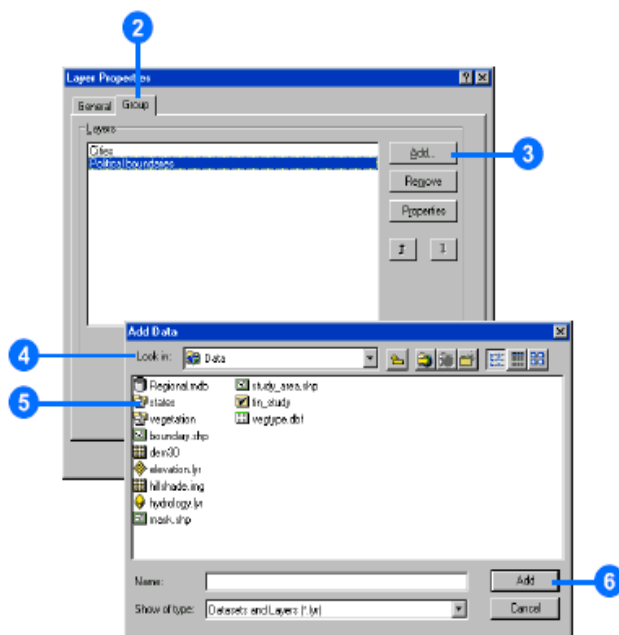 2
Layer Properties
General Group
Layers
Cities
Political boundaries
Add...
3
Remove
Properties
Add Data
4
Look in: Data
Regional.mdb study_area.shp
5
states tin_study
vegetation vegtype.dbf
boundary.shp
dem30
elevation.lyr
hillshade.img
hydrology.lyr
mask.shp
Name:
Add
6
Show of type: Datasets and Layers (*.lyr)
Cancel